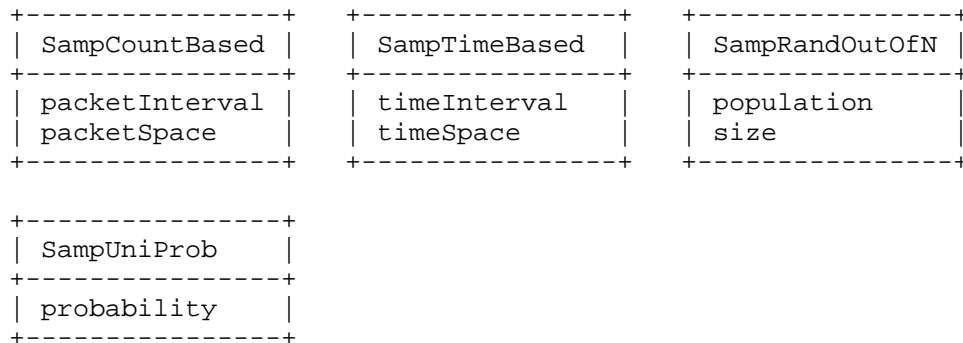 +----------------+   +----------------+   +----------------+
| SampCountBased |   | SampTimeBased  |   | SampRandOutOfN |
+----------------+   +----------------+   +----------------+
| packetInterval |   | timeInterval   |   | population     |
| packetSpace    |   | timeSpace      |   | size           |
+----------------+   +----------------+   +----------------+

+----------------+
| SampUniProb    |
+----------------+
| probability    |
+----------------+